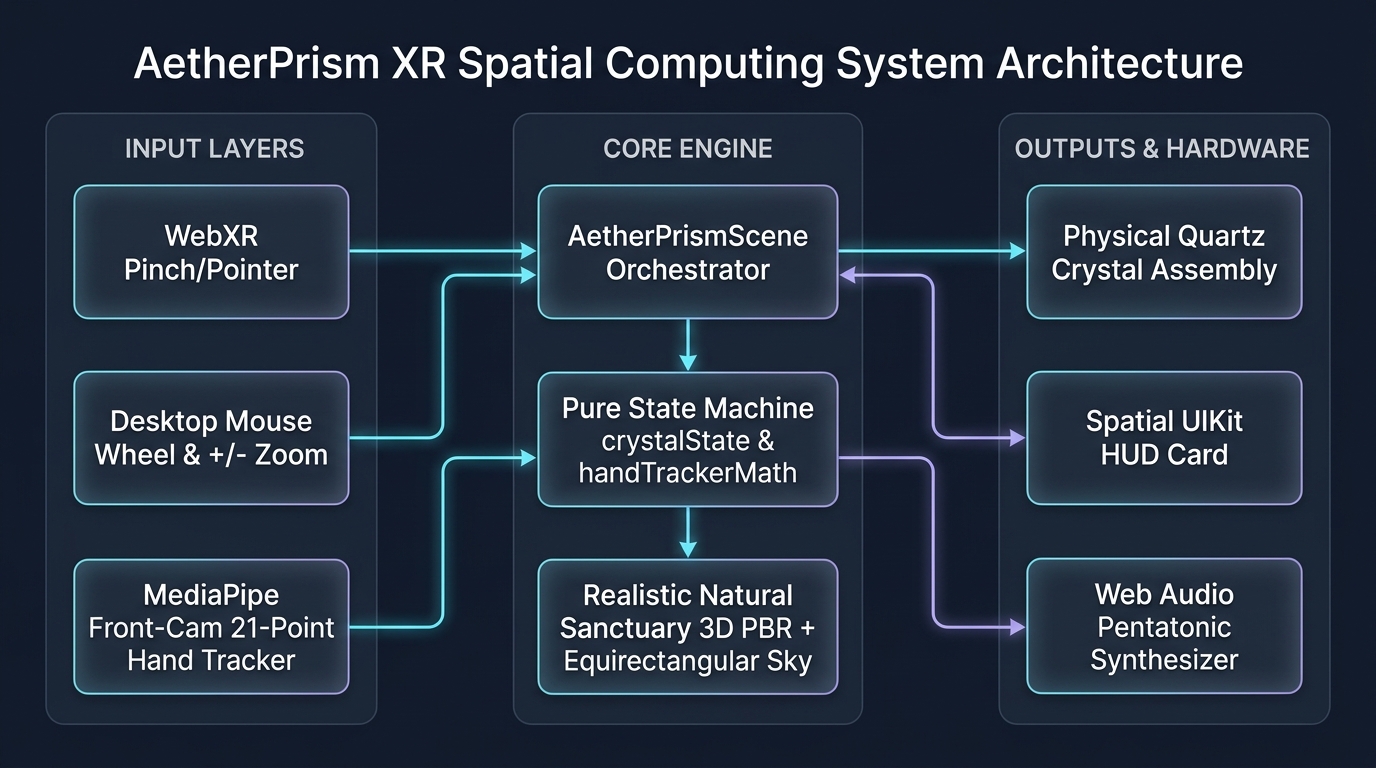 AetherPrism XR Spatial Computing System Architecture
INPUT LAYERS
WebXR
Pinch/Pointer
Desktop Mouse
Wheel & +/- Zoom
MediaPipe
Front-Cam 21-Point
Hand Tracker
CORE ENGINE
AetherPrismScene
Orchestrator
Pure State Machine
crystalState &
handTrackerMath
Realistic Natural
Sanctuary 3D PBR +
Equirectangular Sky
OUTPUTS & HARDWARE
Physical Quartz
Crystal Assembly
Spatial UIKit
HUD Card
Web Audio
Pentatonic
Synthesizer